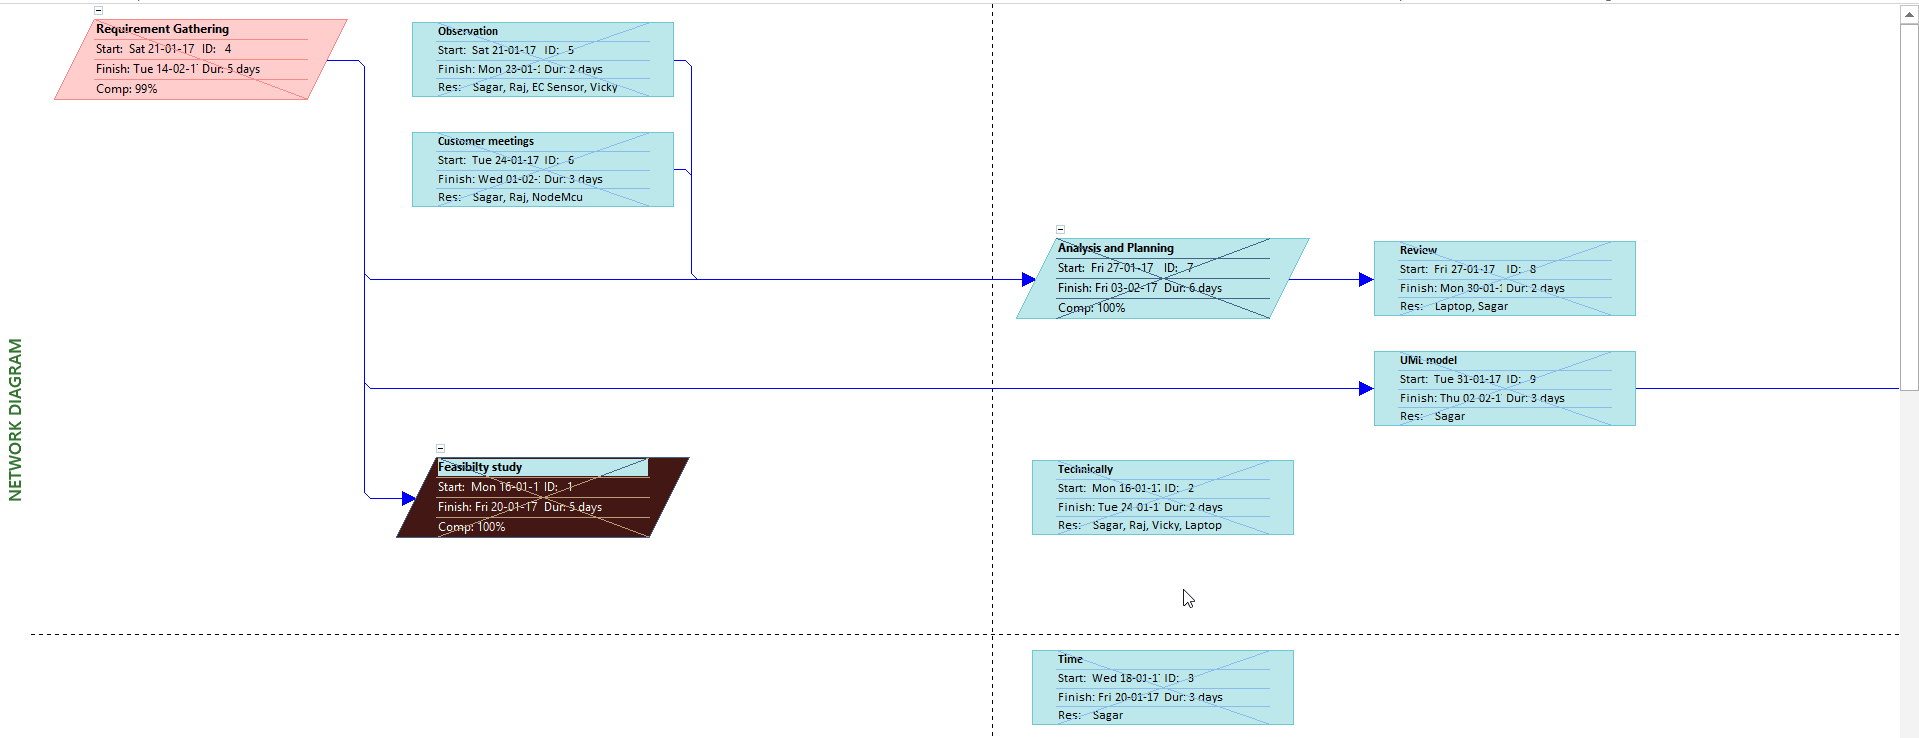 NETWORK DIAGRAM
Requirement Gathering
Start: Sat 21-01-17 ID: 4
Finish: Tue 14-02-1 Dur: 5 days
Comp: 99%
Observation
Start: Sat 21-01-17 ID: 5
Finish: Mon 23-01- Dur: 2 days
Res: Sagar, Raj, EC Sensor, Vicky
Customer meetings
Start: Tue 24-01-17 ID: 6
Finish: Wed 01-02- Dur: 3 days
Res: Sagar, Raj, NodeMcu
Analysis and Planning
Start: Fri 27-01-17 ID: 7
Finish: Fri 03-02-17 Dur: 6 days
Comp: 100%
Review
Start: Fri 27-01-17 ID: 8
Finish: Mon 30-01- Dur: 2 days
Res: Laptop, Sagar
UML model
Start: Tue 31-01-17 ID: 9
Finish: Thu 02-02-1 Dur: 3 days
Res: Sagar
Feasibilty study
Start: Mon 16-01-1 ID: 1
Finish: Fri 20-01-17 Dur: 5 days
Comp: 100%
Technically
Start: Mon 16-01-1 ID: 2
Finish: Tue 24-01-1 Dur: 2 days
Res: Sagar, Raj, Vicky, Laptop
Time
Start: Wed 18-01-1 ID: 3
Finish: Fri 20-01-17 Dur: 3 days
Res: Sagar